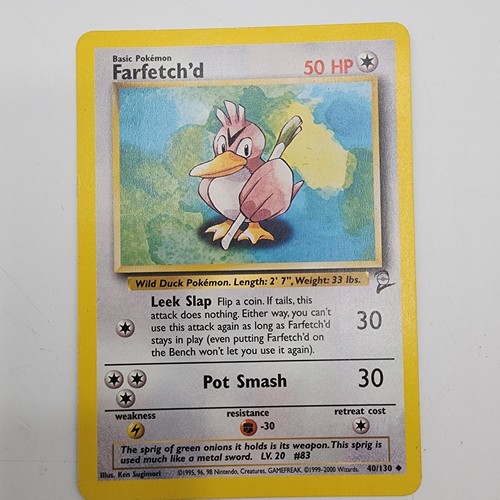 Basic Pokémon
Farfetch'd
50 HP
Wild Duck Pokémon. Length: 2' 7", Weight: 33 lbs.
Leek Slap Flip a coin. If tails, this
attack does nothing. Either way, you can't
use this attack again as long as Farfetch'd
stays in play (even putting Farfetch'd on
the Bench won't let you use it again).
30
Pot Smash
30
weakness
resistance
retreat cost
-30
The sprig of green onions it holds is its weapon. This sprig is
used much like a metal sword. LV. 20 #83
Illus. Ken Sugimori
©1995, 96, 98 Nintendo, Creatures, GAMEFREAK. ©1999-2000 Wizards.
40/130